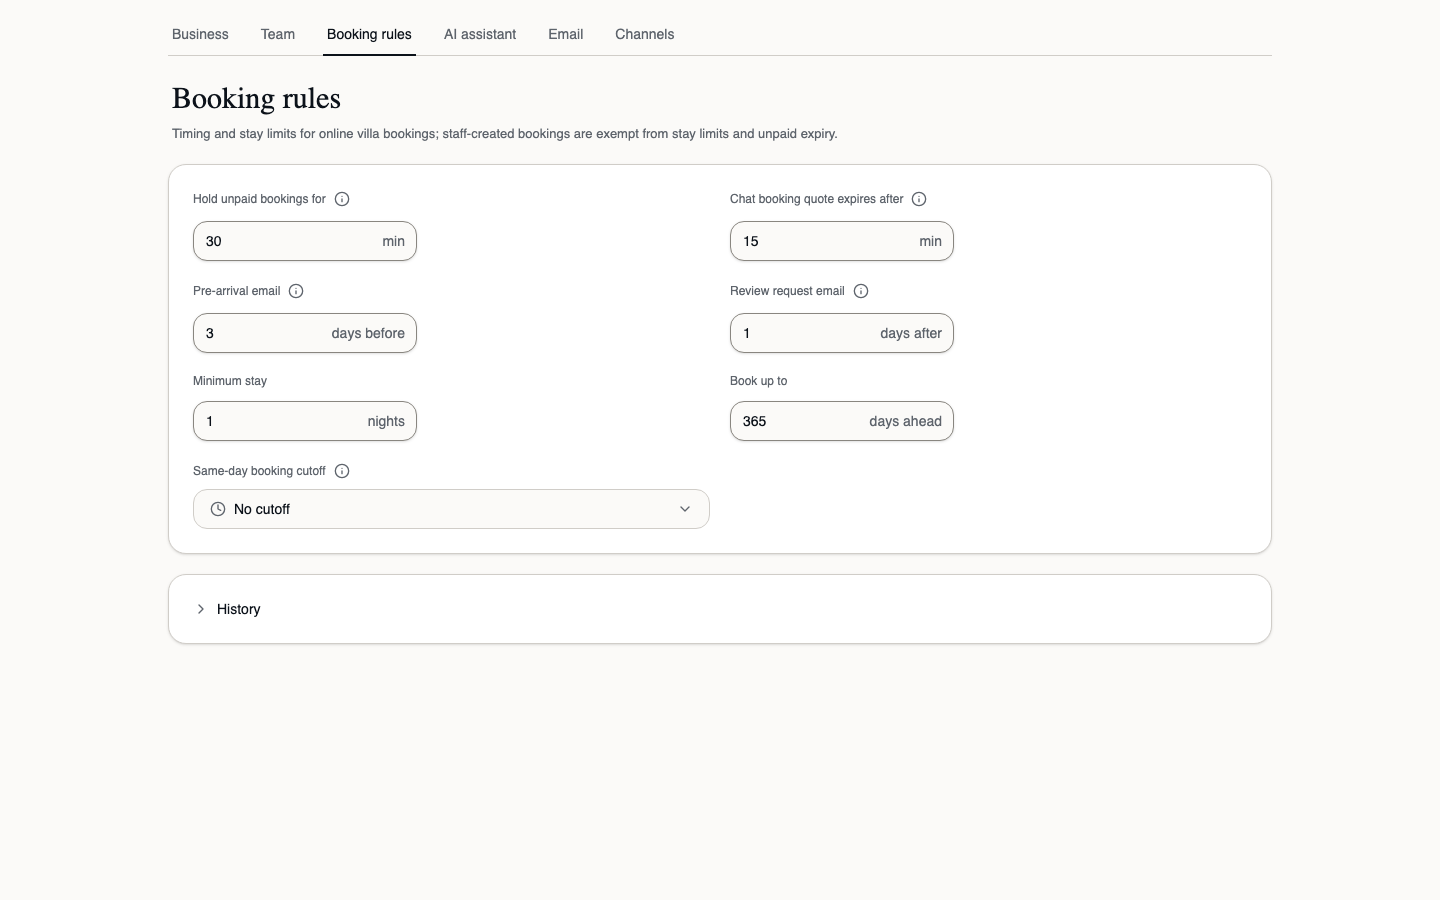 Business Team Booking rules AI assistant Email Channels
Booking rules
Timing and stay limits for online villa bookings; staff-created bookings are exempt from stay limits and unpaid expiry.
Hold unpaid bookings for
30 min
Chat booking quote expires after
15 min
Pre-arrival email
3 days before
Review request email
1 days after
Minimum stay
1 nights
Book up to
365 days ahead
Same-day booking cutoff
No cutoff
History